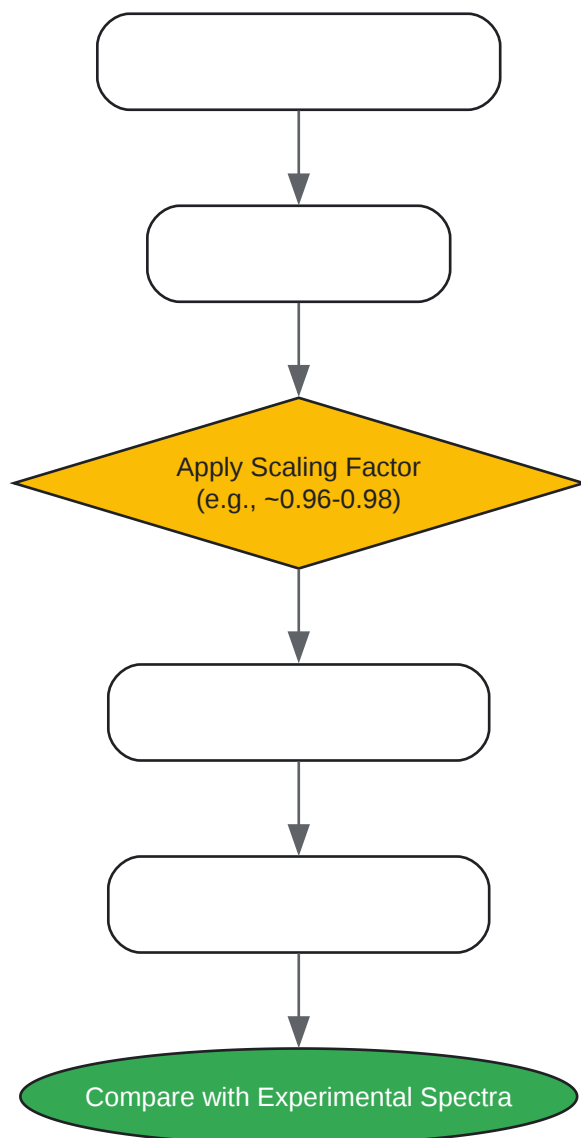 Apply Scaling Factor
(e.g., ~0.96-0.98)
Compare with Experimental Spectra